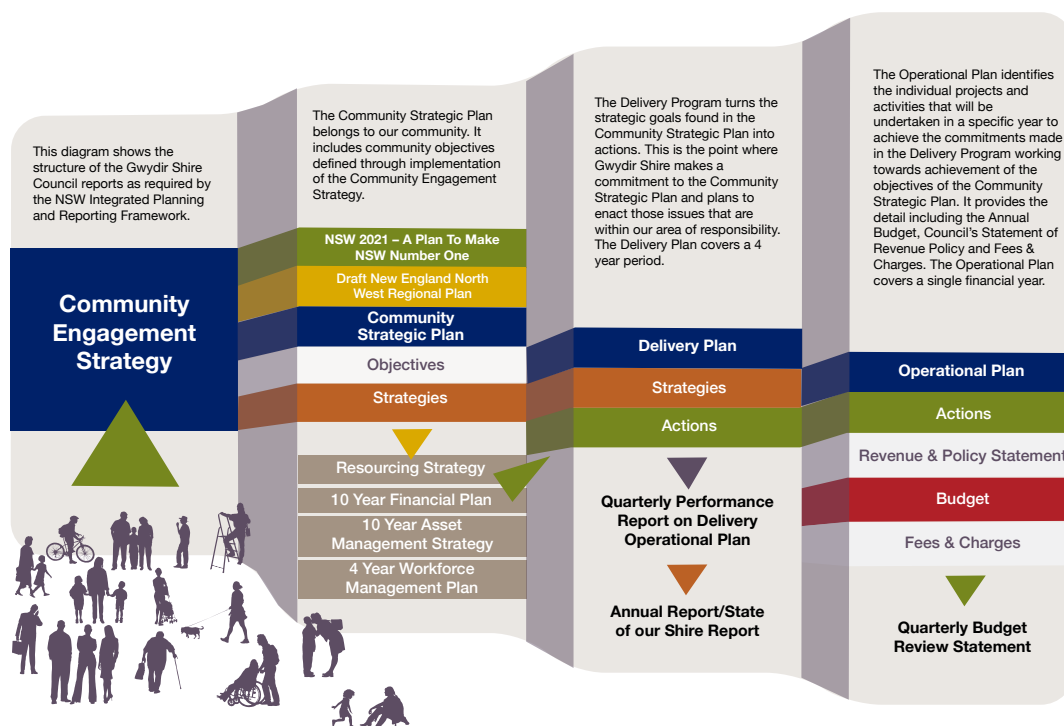 This diagram shows the
structure of the Gwydir Shire
Council reports as required by
the NSW Integrated Planning
and Reporting Framework.
Community
Engagement
Strategy
The Community Strategic Plan
belongs to our community. It
includes community objectives
defined through implementation
of the Community Engagement
Strategy.
NSW 2021 – A Plan To Make
NSW Number One
Draft New England North
West Regional Plan
Community
Strategic Plan
Objectives
Strategies
Resourcing Strategy
10 Year Financial Plan
10 Year Asset
Management Strategy
4 Year Workforce
Management Plan
The Delivery Program turns the
strategic goals found in the
Community Strategic Plan into
actions. This is the point where
Gwydir Shire makes a
commitment to the Community
Strategic Plan and plans to
enact those issues that are
within our area of responsibility.
The Delivery Plan covers a 4
year period.
Delivery Plan
Strategies
Actions
Quarterly Performance
Report on Delivery
Operational Plan
Annual Report/State
of our Shire Report
The Operational Plan identifies
the individual projects and
activities that will be
undertaken in a specific year to
achieve the commitments made
in the Delivery Program working
towards achievement of the
objectives of the Community
Strategic Plan. It provides the
detail including the Annual
Budget, Council’s Statement of
Revenue Policy and Fees &
Charges. The Operational Plan
covers a single financial year.
Operational Plan
Actions
Revenue & Policy Statement
Budget
Fees & Charges
Quarterly Budget
Review Statement